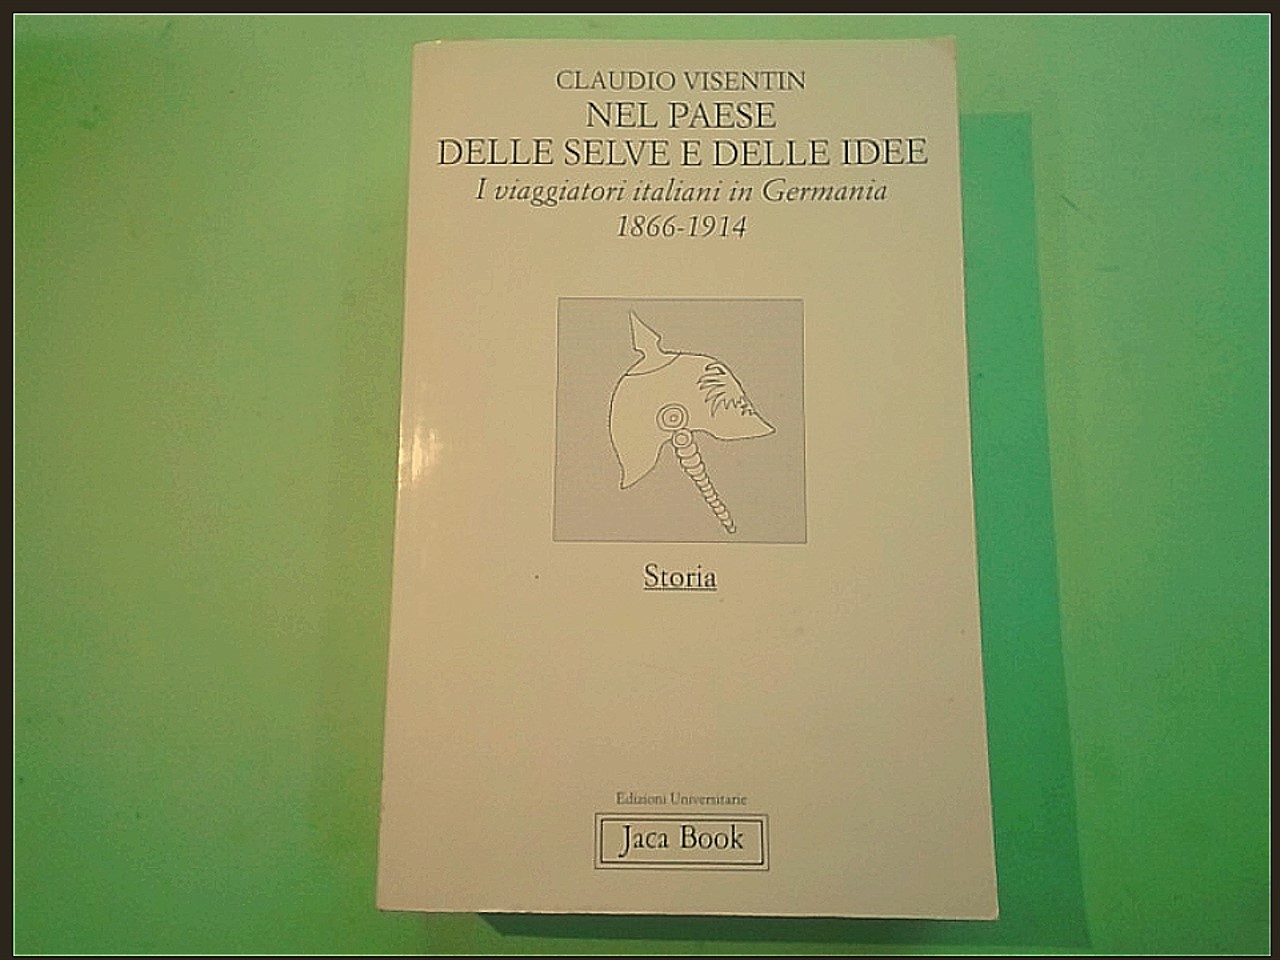 CLAUDIO VISENTIN
NEL PAESE
DELLE SELVE E DELLE IDEE
I viaggiatori italiani in Germania
1866-1914
Storia
Edizioni Universitarie
Jaca Book